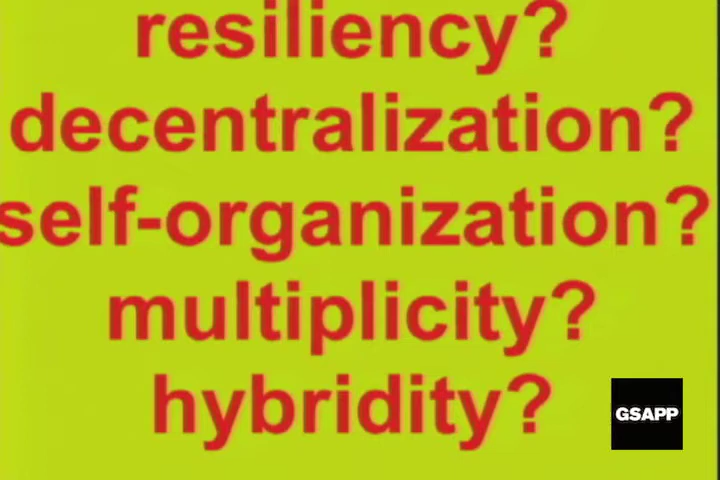 resiliency?
decentralization?
self-organization?
multiplicity?
hybridity?
GSAPP